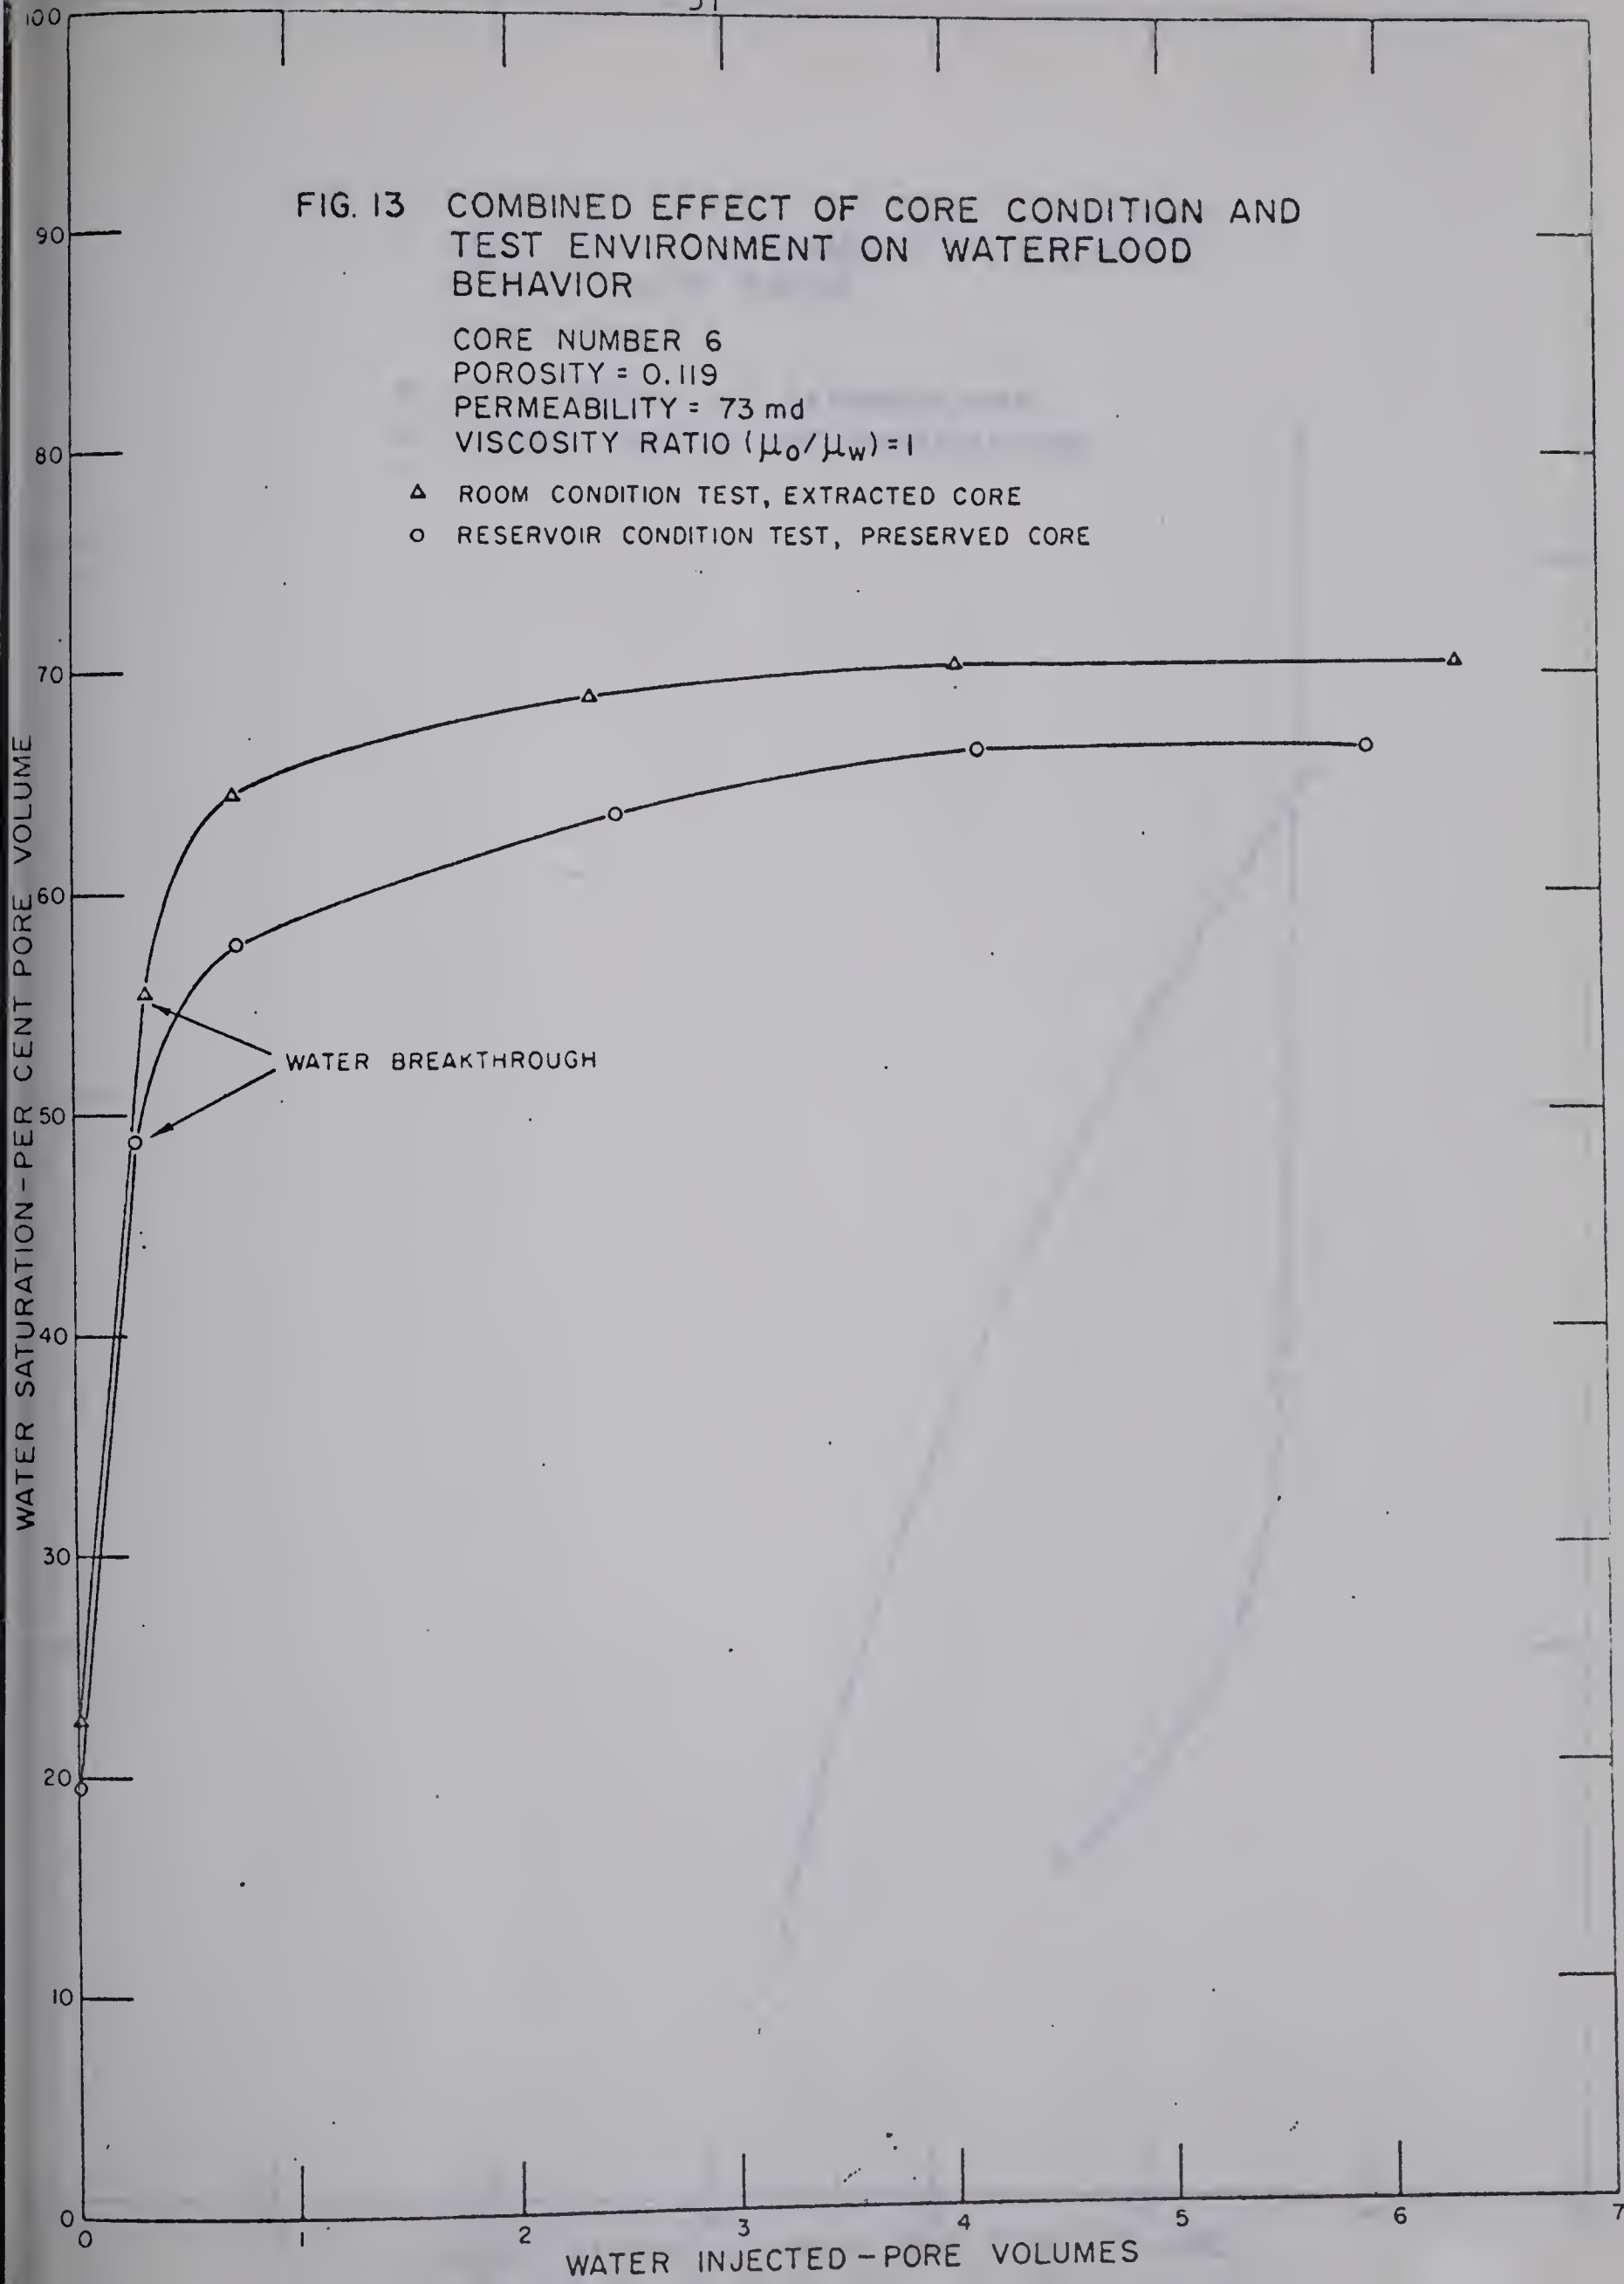 FIG. 13 COMBINED EFFECT OF CORE CONDITION AND
TEST ENVIRONMENT ON WATERFLOOD
BEHAVIOR
CORE NUMBER 6
POROSITY = 0.119
PERMEABILITY = 73 md
VISCOSITY RATIO (μo/μw) = 1
△ ROOM CONDITION TEST, EXTRACTED CORE
○ RESERVOIR CONDITION TEST, PRESERVED CORE
WATER BREAKTHROUGH
WATER SATURATION-PER CENT PORE VOLUME
100
90
80
70
60
50
40
30
20
10
0
0 1 2 3 4 5 6 7
WATER INJECTED-PORE VOLUMES